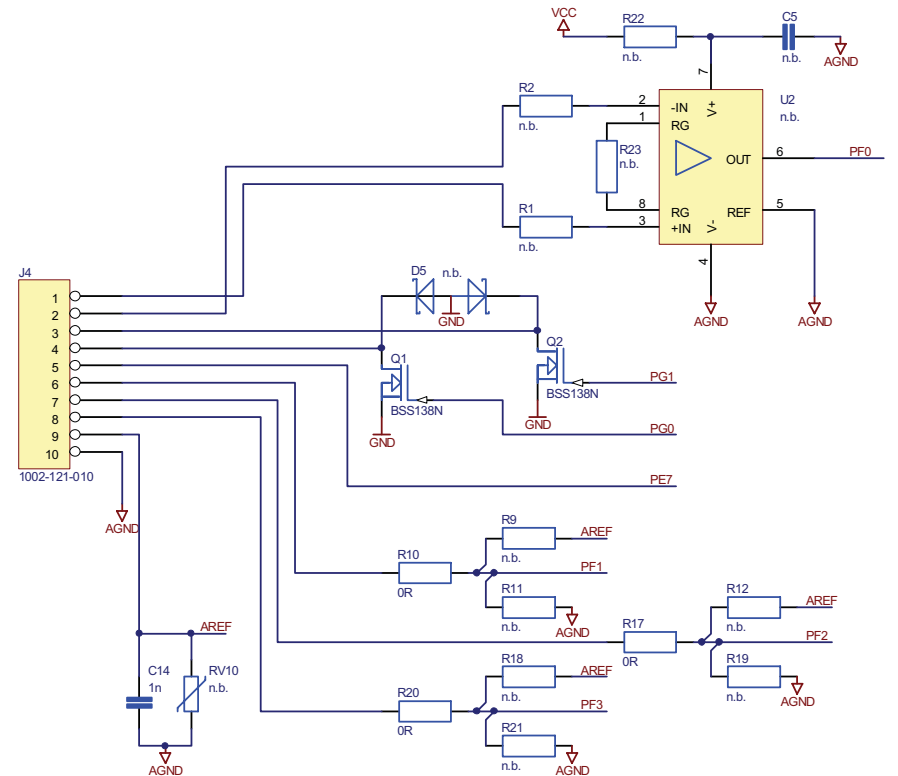 VCC
R22
n.b.
C5
n.b.
AGND
7
R2
n.b.
2
-IN
V+
U2
n.b.
1
RG
R23
n.b.
OUT
6
PF0
8
RG
REF
5
R1
n.b.
3
+IN
V-
4
AGND
AGND
J4
1
2
3
4
5
6
7
8
9
10
1002-121-010
AGND
D5
n.b.
GND
Q1
BSS138N
GND
Q2
BSS138N
GND
PG1
PG0
PE7
R9
n.b.
AREF
R10
0R
PF1
R11
n.b.
AGND
R12
n.b.
AREF
R17
0R
PF2
R19
n.b.
AGND
AREF
C14
1n
RV10
n.b.
AGND
R18
n.b.
AREF
R20
0R
PF3
R21
n.b.
AGND